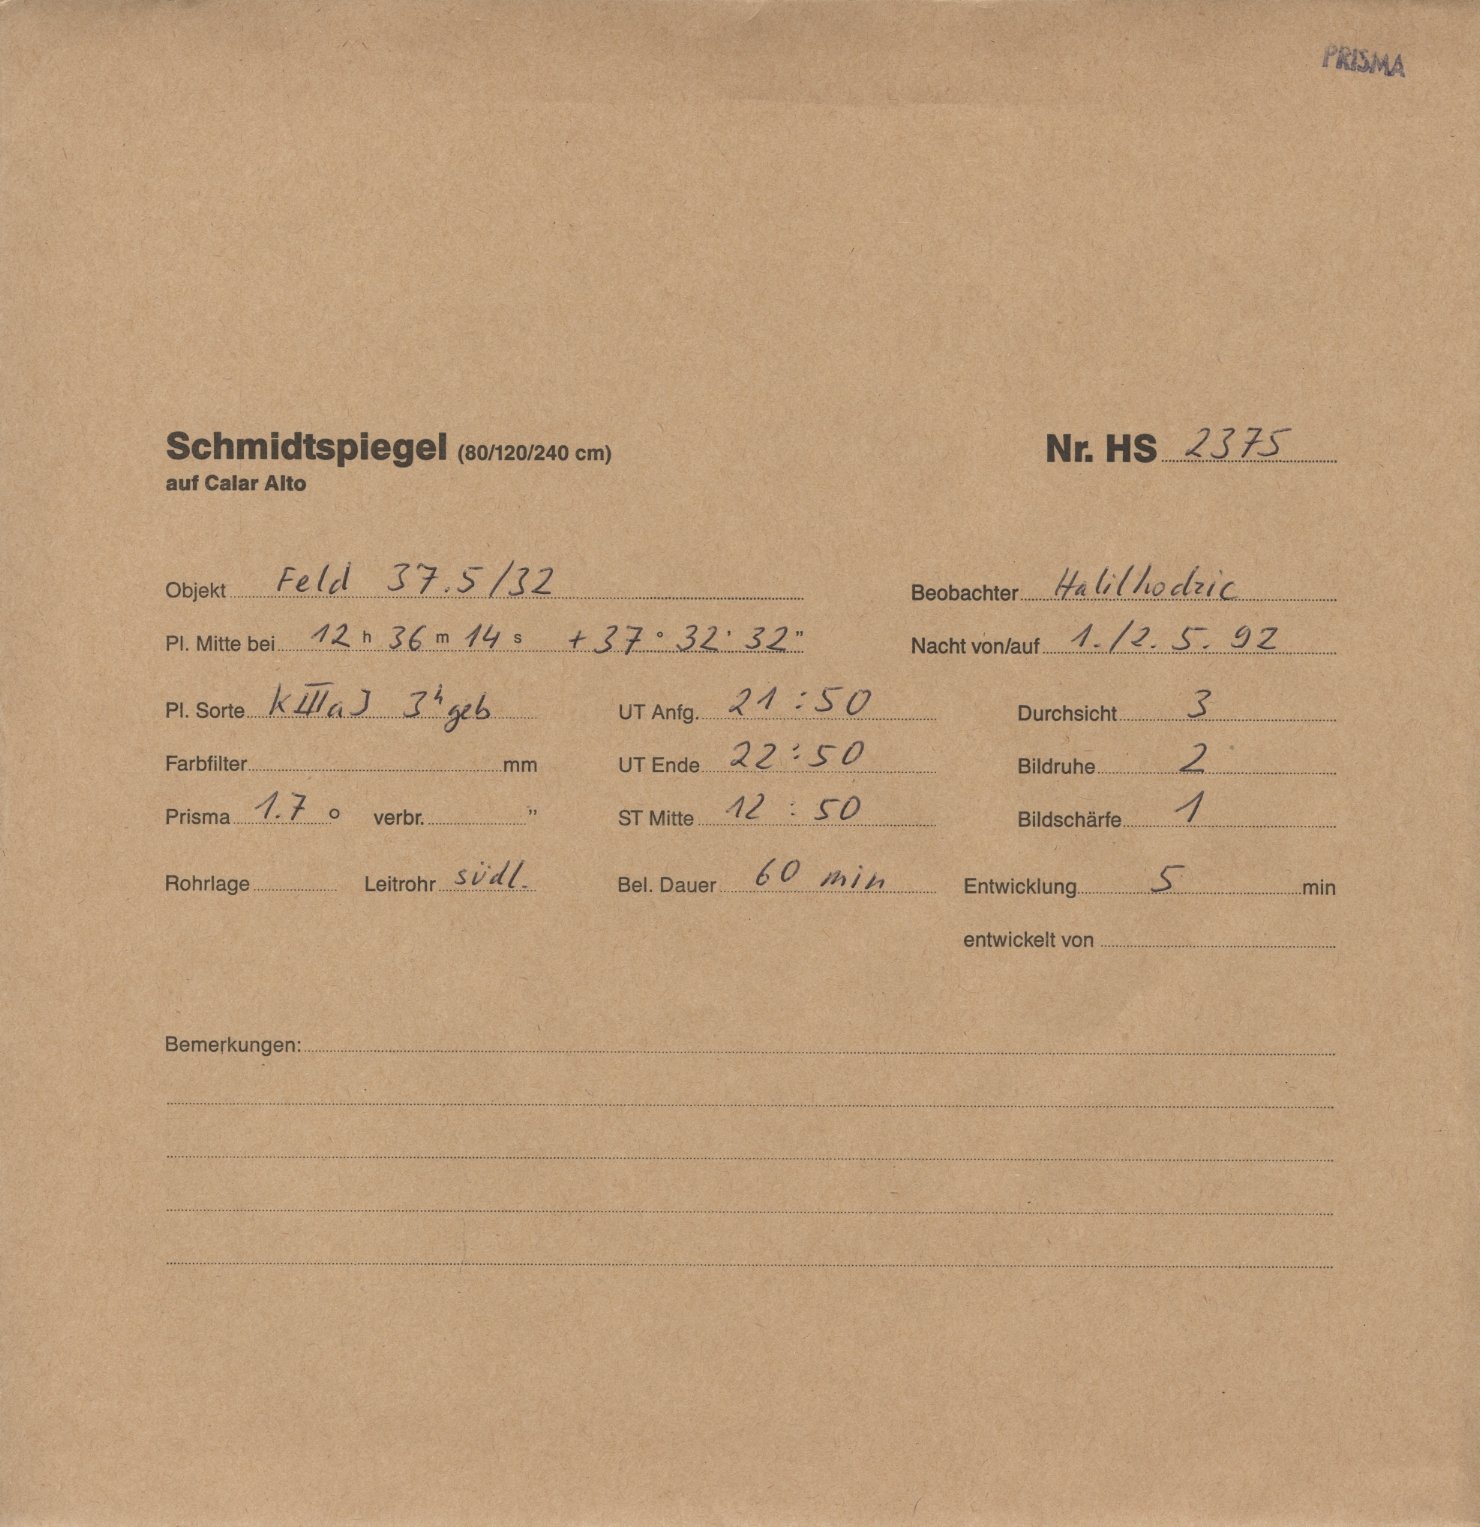 PRISMA
Schmidtspiegel (80/120/240 cm) Nr. HS 2375
auf Calar Alto
Objekt Feld 37.5/32 Beobachter Halilhodzic
Pl. Mitte bei 12 h 36 m 14 s +37° 32' 32" Nacht von/auf 1./2. 5. 92
Pl. Sorte KIIIaJ 3h geb UT Anfg. 21:50 Durchsicht 3
Farbfilter mm UT Ende 22:50 Bildruhe 2
Prisma 1.7 ° verbr. " ST Mitte 12:50 Bildschärfe 1
Rohrlage Leitrohr südl. Bel. Dauer 60 min Entwicklung 5 min
entwickelt von
Bemerkungen: